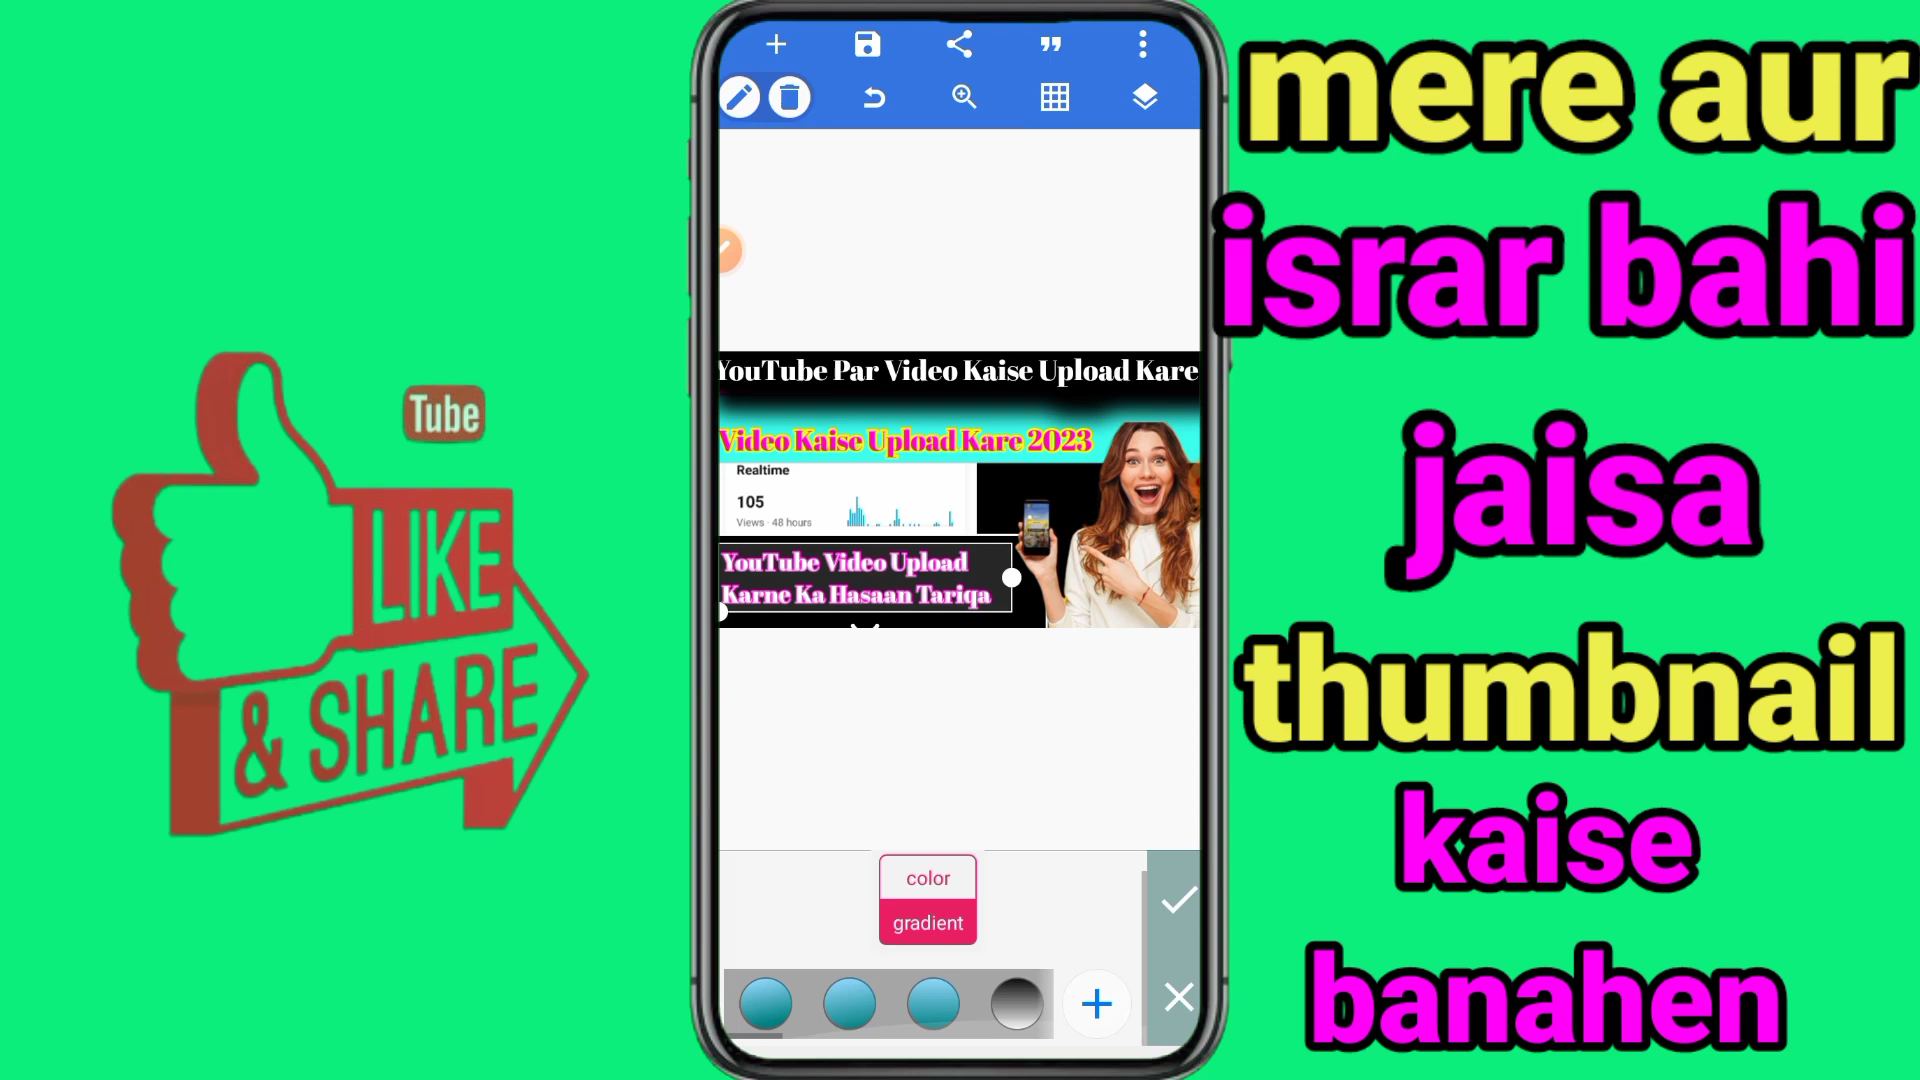 Tube
LIKE
& SHARE
YouTube Par Video Kaise Upload Kare
Video Kaise Upload Kare 2023
Realtime
105
Views · 48 hours
YouTube Video Upload
Karne Ka Hasaan Tariqa
color
gradient
mere aur
israr bahi
jaisa
thumbnail
kaise
banahen